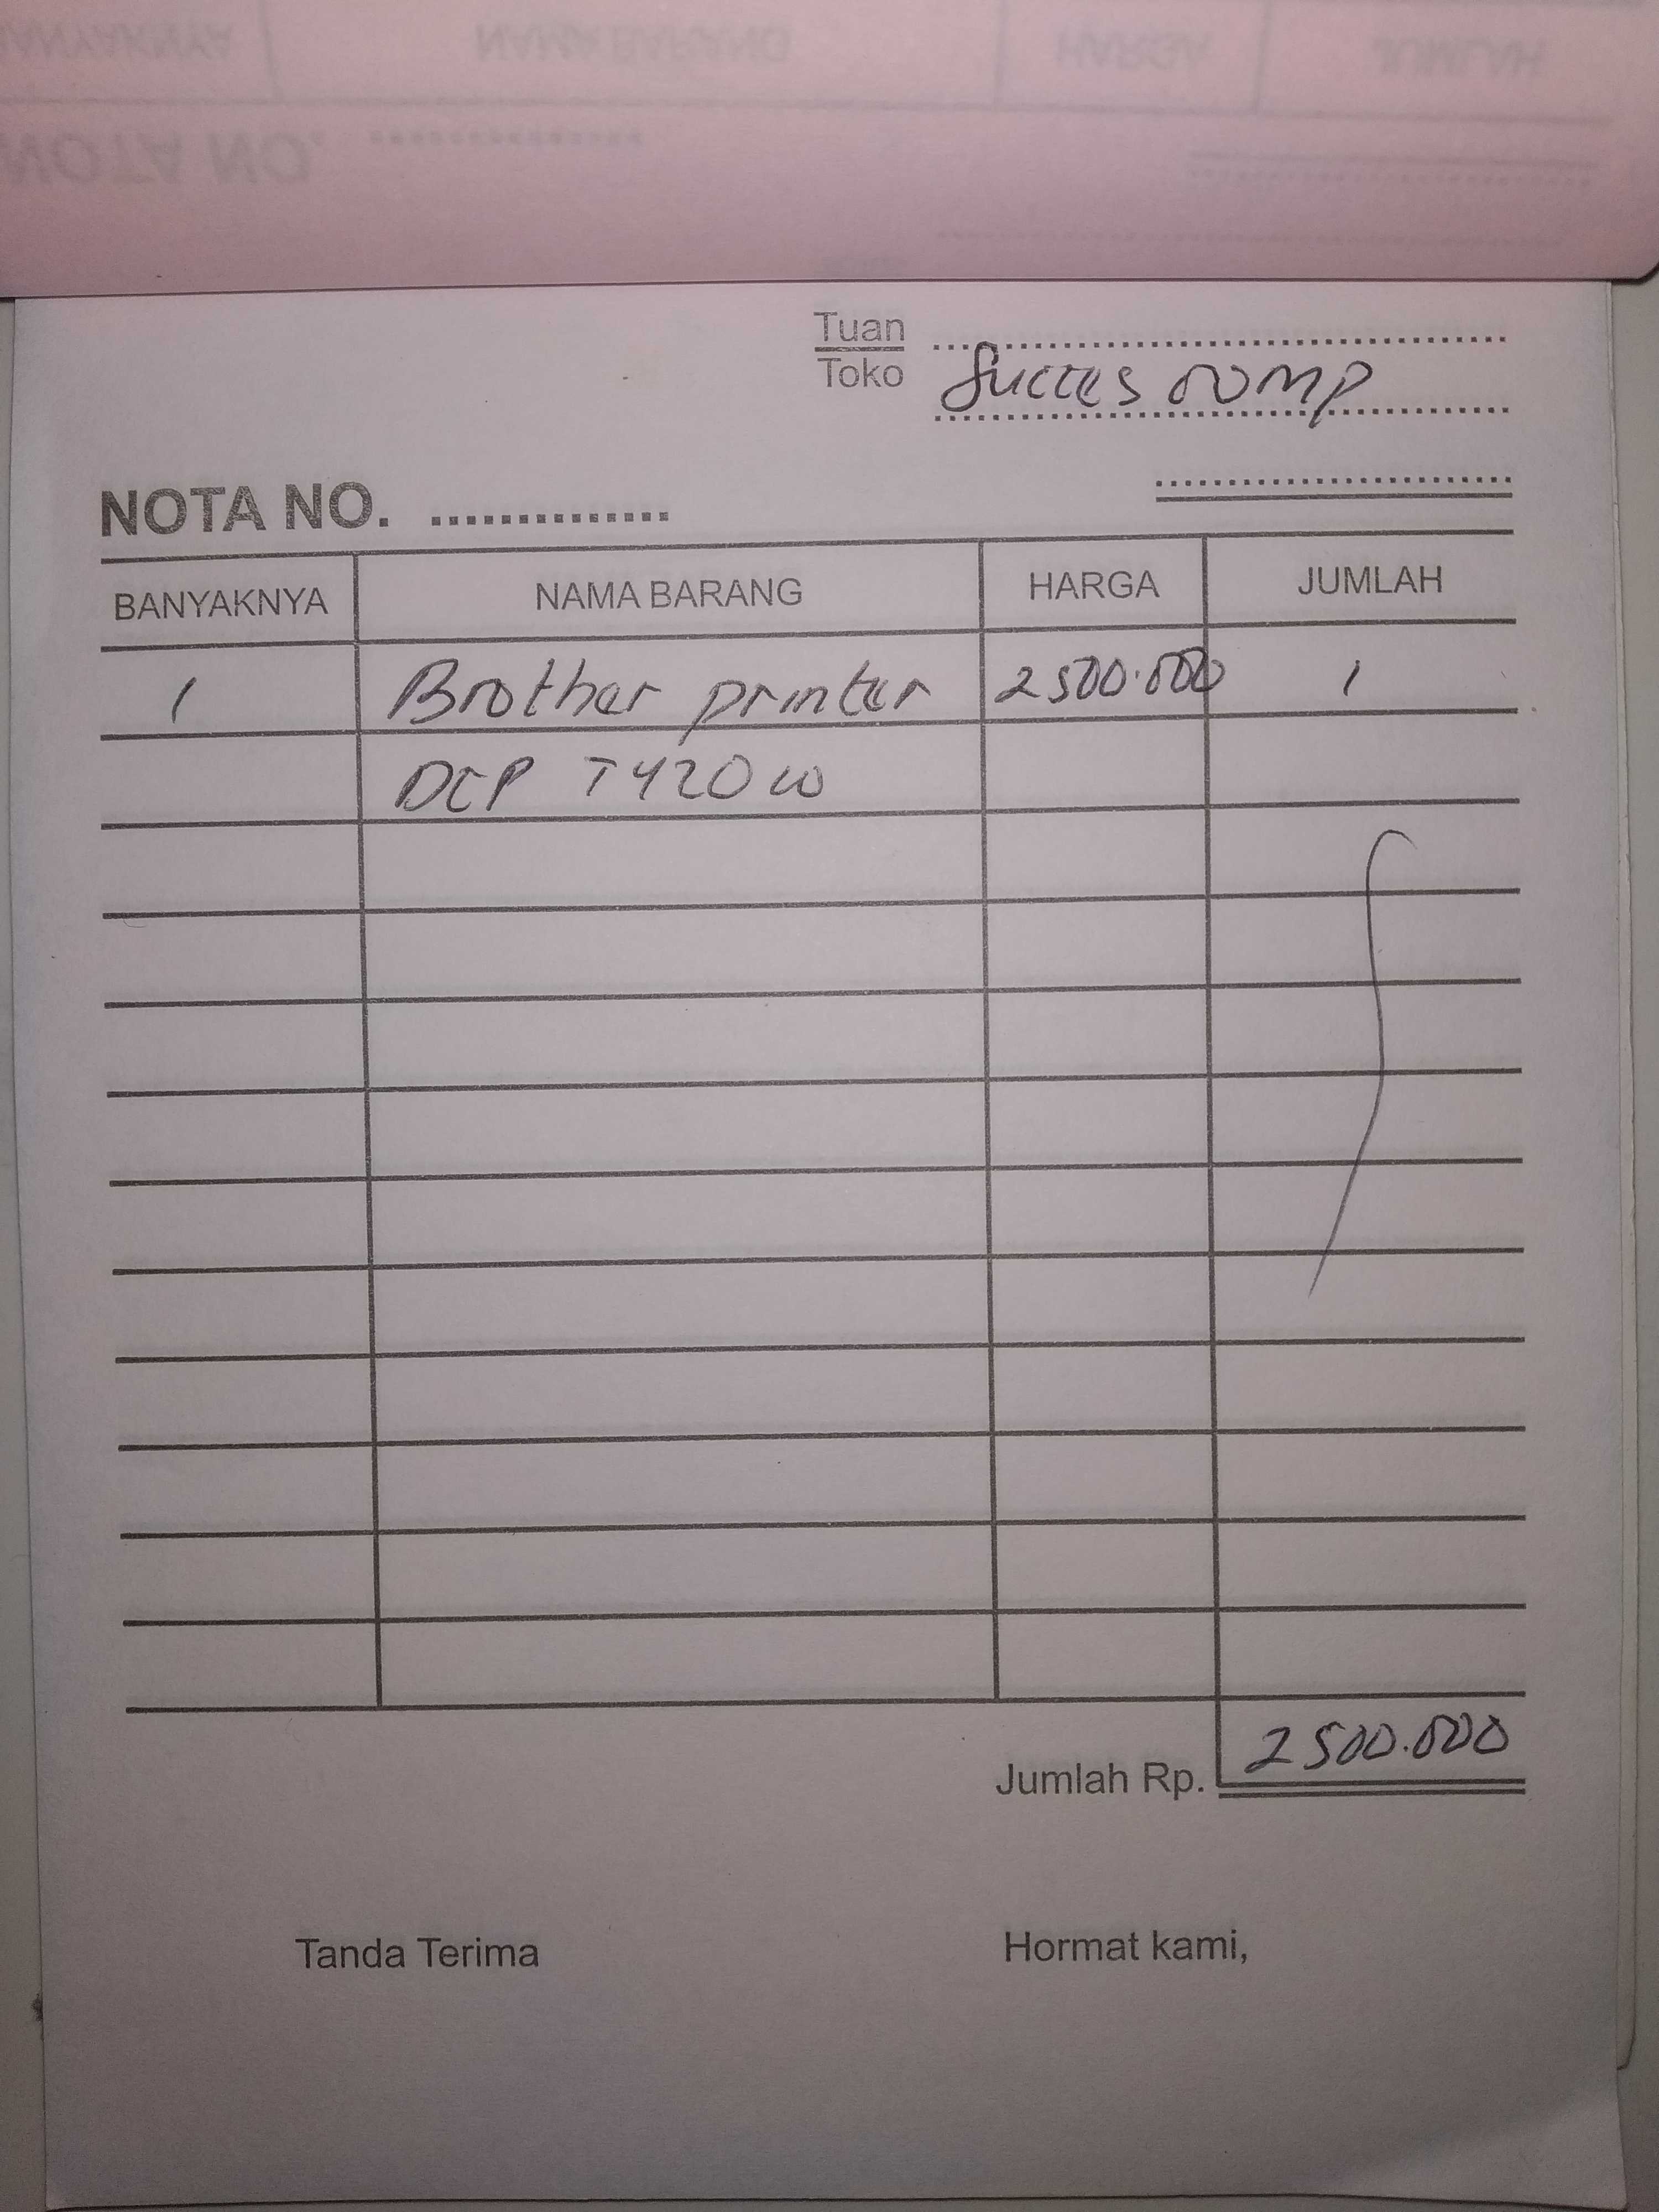 Tuan
Toko Succes Comp
NOTA NO. ..............
BANYAKNYA NAMA BARANG HARGA JUMLAH
1 Brother printer 2500.000 1
DCP T420W
Jumlah Rp. 2500.000
Tanda Terima Hormat kami,